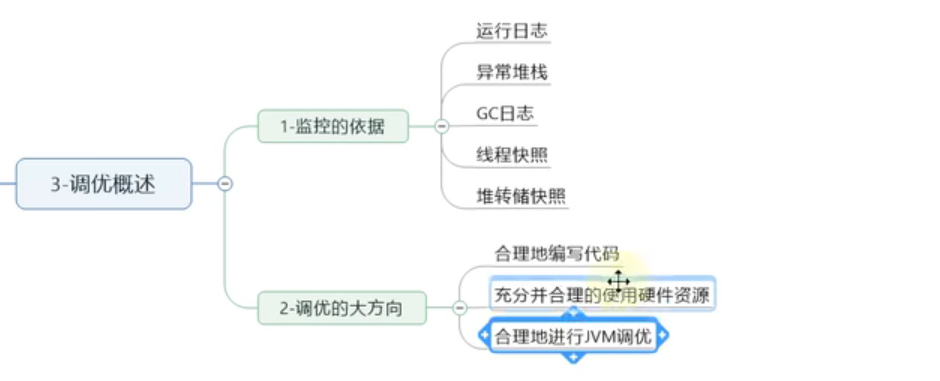 3-调优概述
1-监控的依据
运行日志
异常堆栈
GC日志
线程快照
堆转储快照
2-调优的大方向
合理地编写代码
充分并合理的使用硬件资源
合理地进行JVM调优